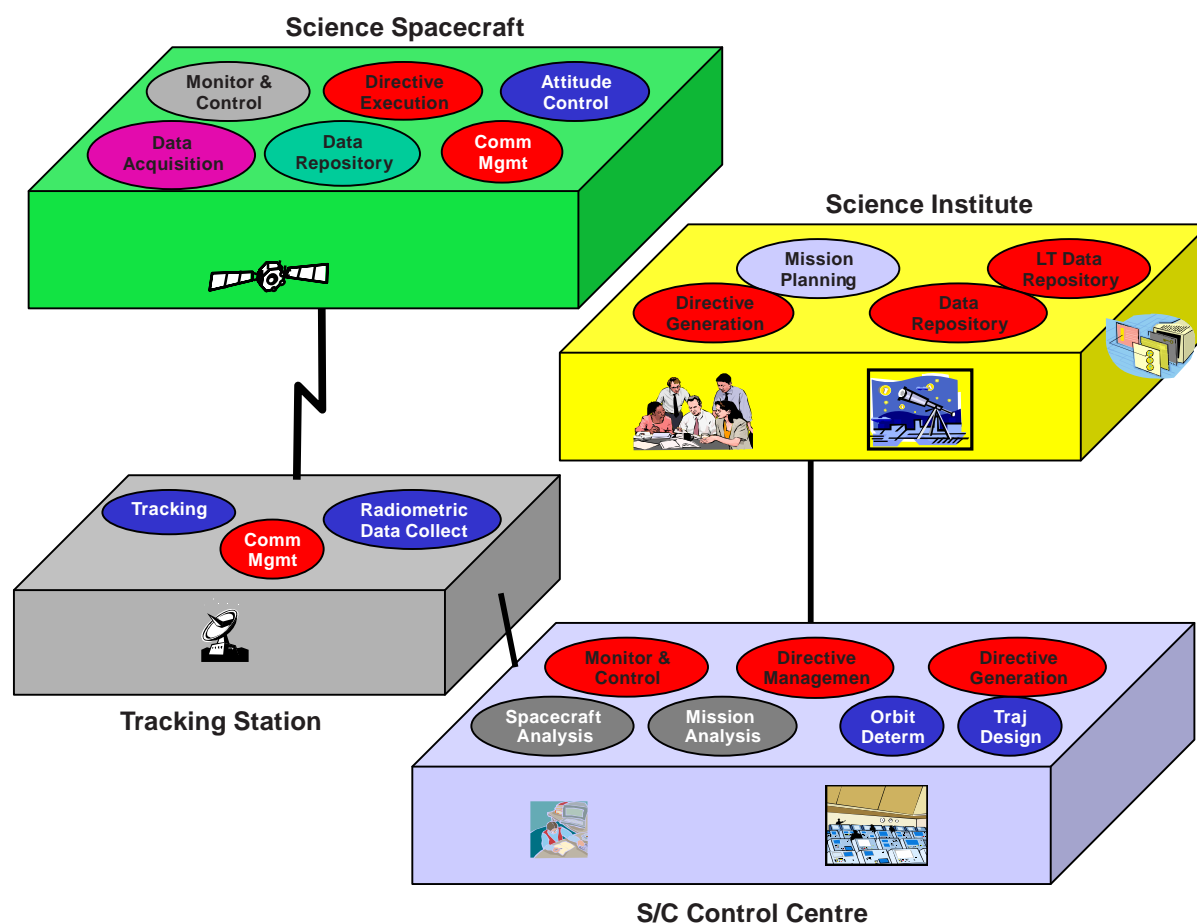 Science Spacecraft
Monitor &
Control
Directive
Execution
Attitude
Control
Data
Acquisition
Data
Repository
Comm
Mgmt
Science Institute
Mission
Planning
LT Data
Repository
Directive
Generation
Data
Repository
Tracking
Comm
Mgmt
Radiometric
Data Collect
Tracking Station
Monitor &
Control
Directive
Managemen
Directive
Generation
Spacecraft
Analysis
Mission
Analysis
Orbit
Determ
Traj
Design
S/C Control Centre